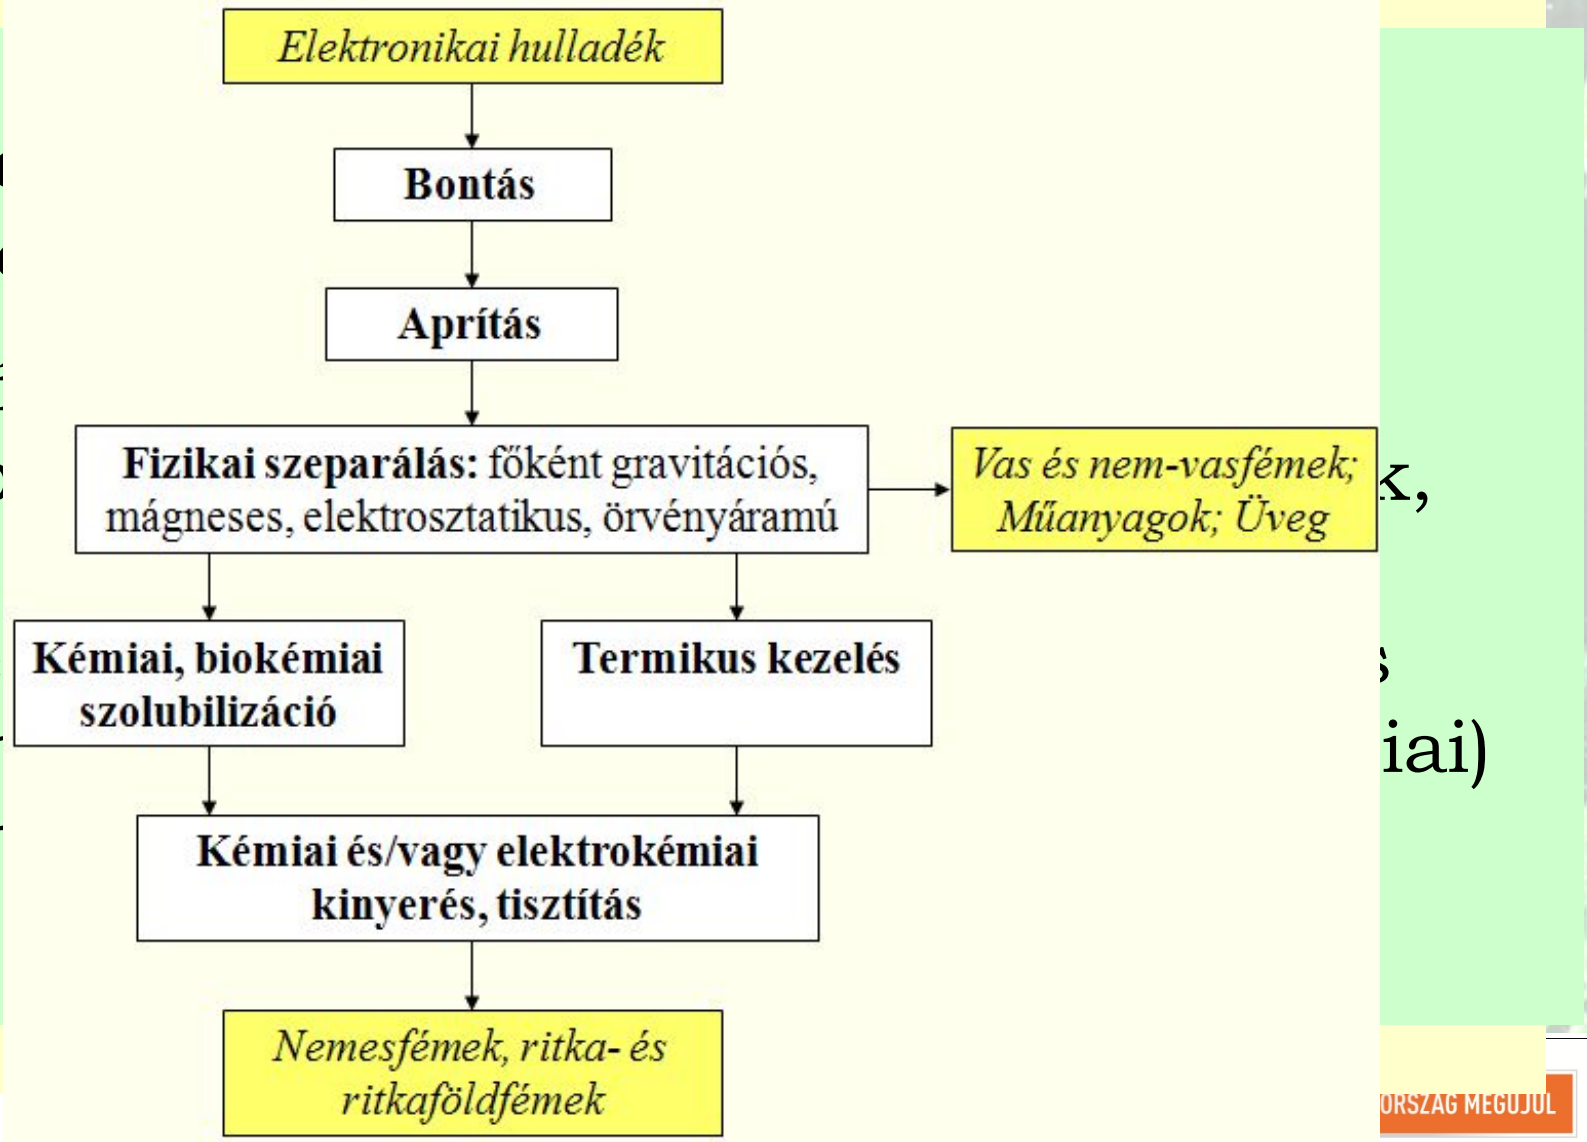 Elektronikai hulladék
Bontás
Aprítás
Fizikai szeparálás: főként gravitációs,
mágneses, elektrosztatikus, örvényáramú
Vas és nem-vasfémek;
Műanyagok; Üveg
k,
Kémiai, biokémiai
szolubilizáció
Termikus kezelés
s
iai)
Kémiai és/vagy elektrokémiai
kinyerés, tisztítás
Nemesfémek, ritka- és
ritkaföldfémek
ORSZÁG MEGÚJUL